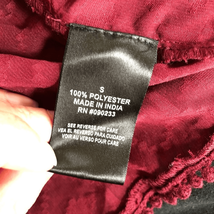 S
100% POLYESTER
MADE IN INDIA
RN #090233
SEE REVERSE FOR CARE
VEA EL REVERSO PARA CUIDADO
VOIR AU VERSO POUR CARE